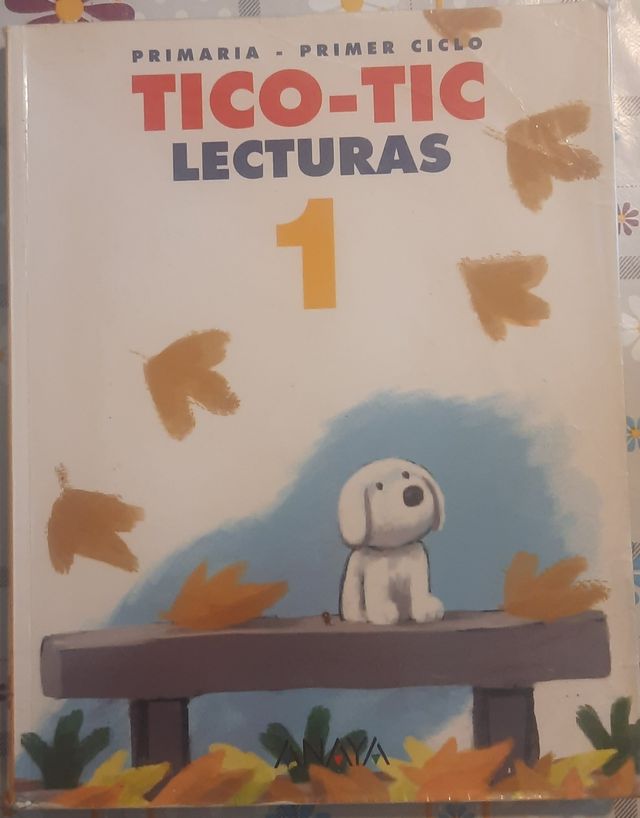 PRIMARIA - PRIMER CICLO
TICO-TIC
LECTURAS
1
ANAYA